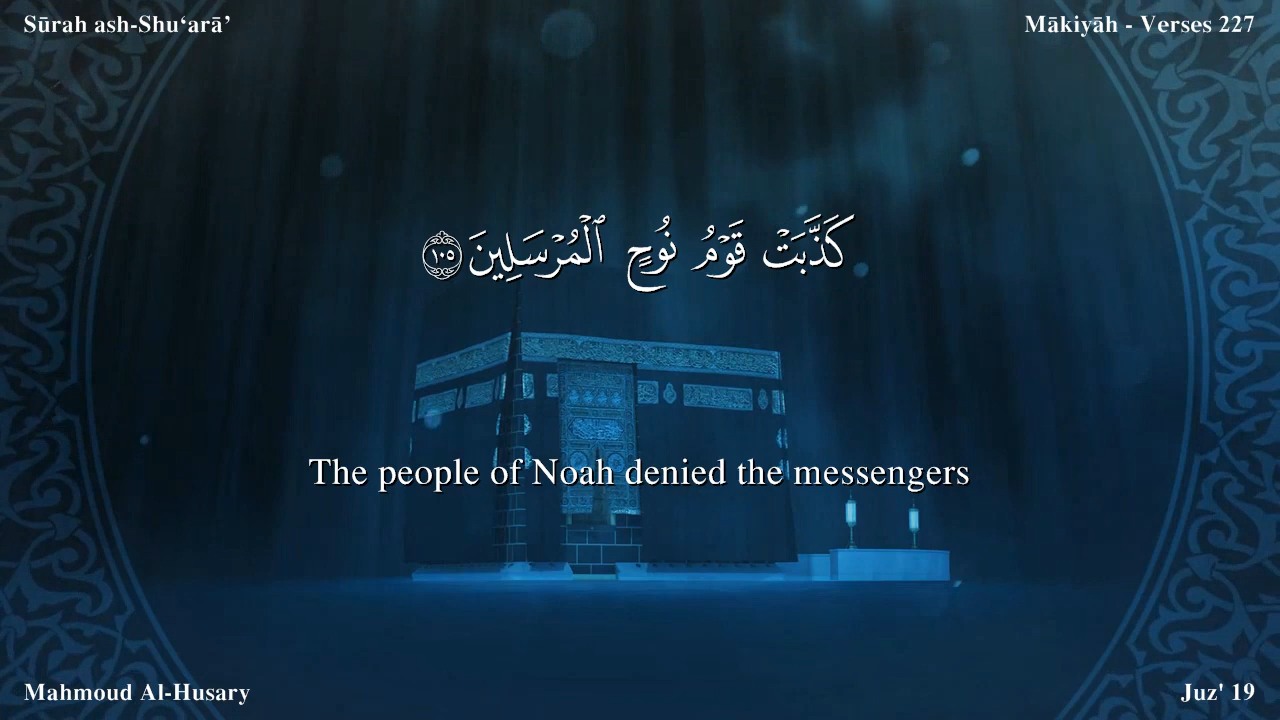 Sūrah ash-Shu‘arā’
Mākiyāh - Verses 227
كَذَّبَتْ قَوْمُ نُوحٍ ٱلْمُرْسَلِينَ ١٠٥
The people of Noah denied the messengers
Mahmoud Al-Husary
Juz' 19